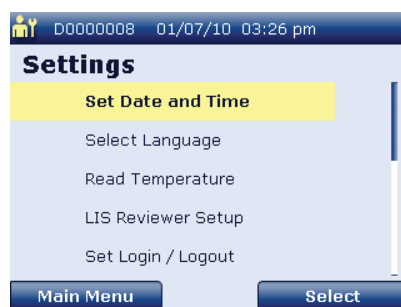 D0000008 01/07/10 03:26 pm
Settings
Set Date and Time
Select Language
Read Temperature
LIS Reviewer Setup
Set Login / Logout
Main Menu Select